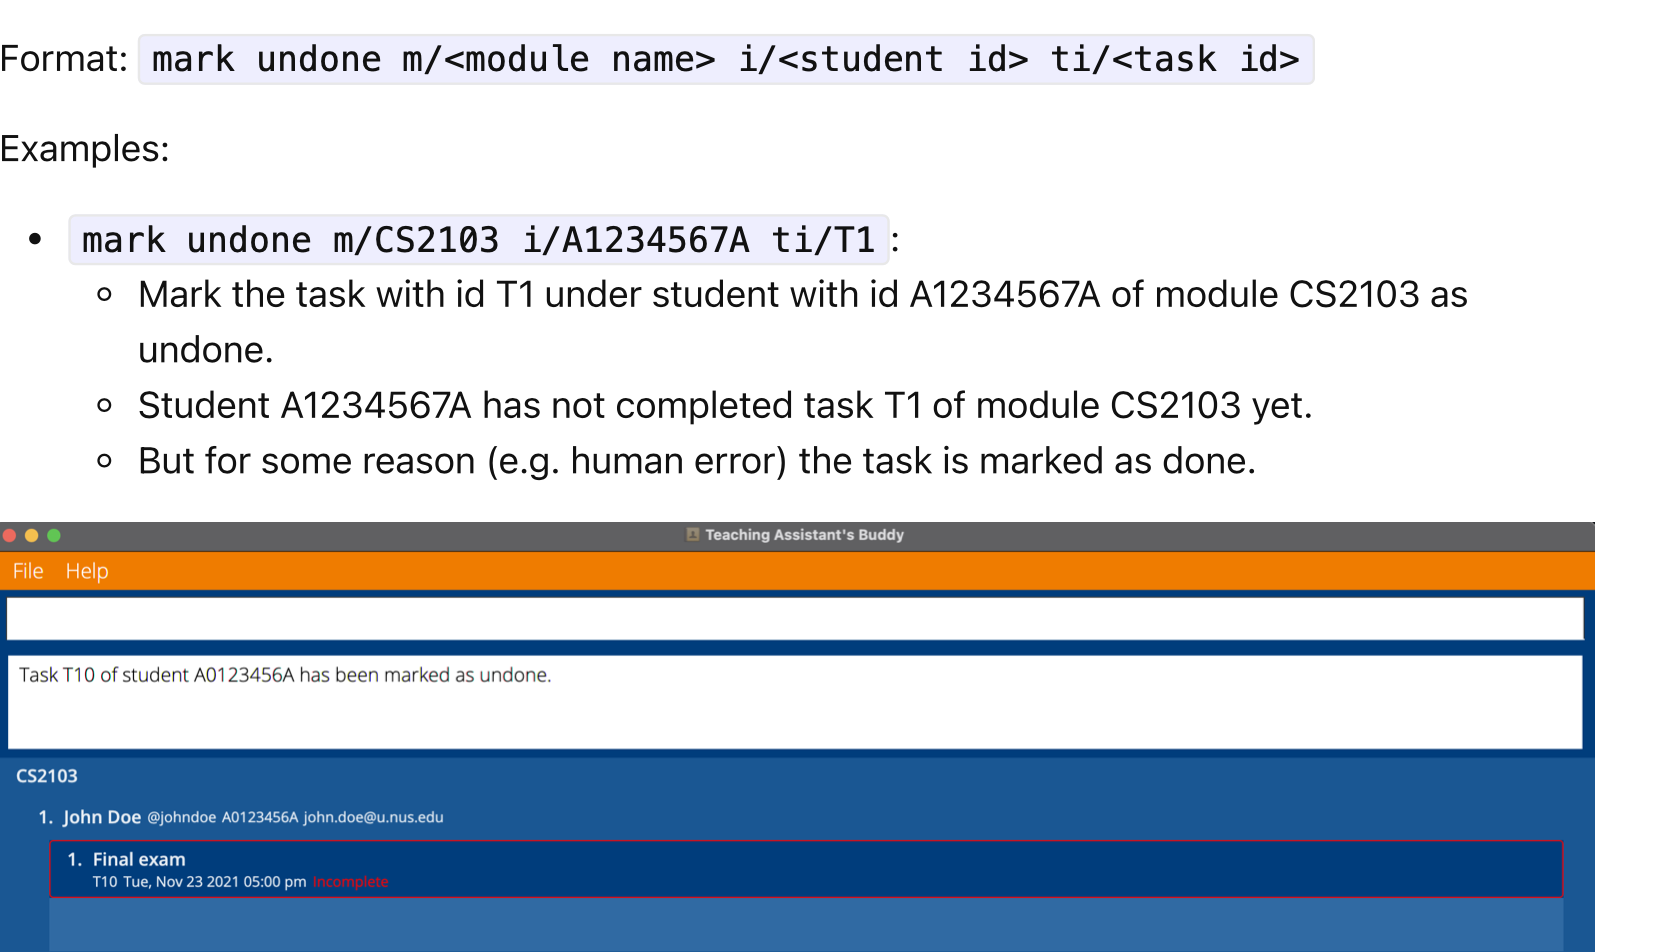 Format: mark undone m/<module name> i/<student id> ti/<task id>
Examples:
• mark undone m/CS2103 i/A1234567A ti/T1 :
Mark the task with id T1 under student with id A1234567A of module CS2103 as
undone.
Student A1234567A has not completed task T1 of module CS2103 yet.
But for some reason (e.g. human error) the task is marked as done.
Teaching Assistant's Buddy
File Help
Task T10 of student A0123456A has been marked as undone.
CS2103
1. John Doe @johndoe A0123456A john.doe@u.nus.edu
1. Final exam
T10 Tue, Nov 23 2021 05:00 pm Incomplete